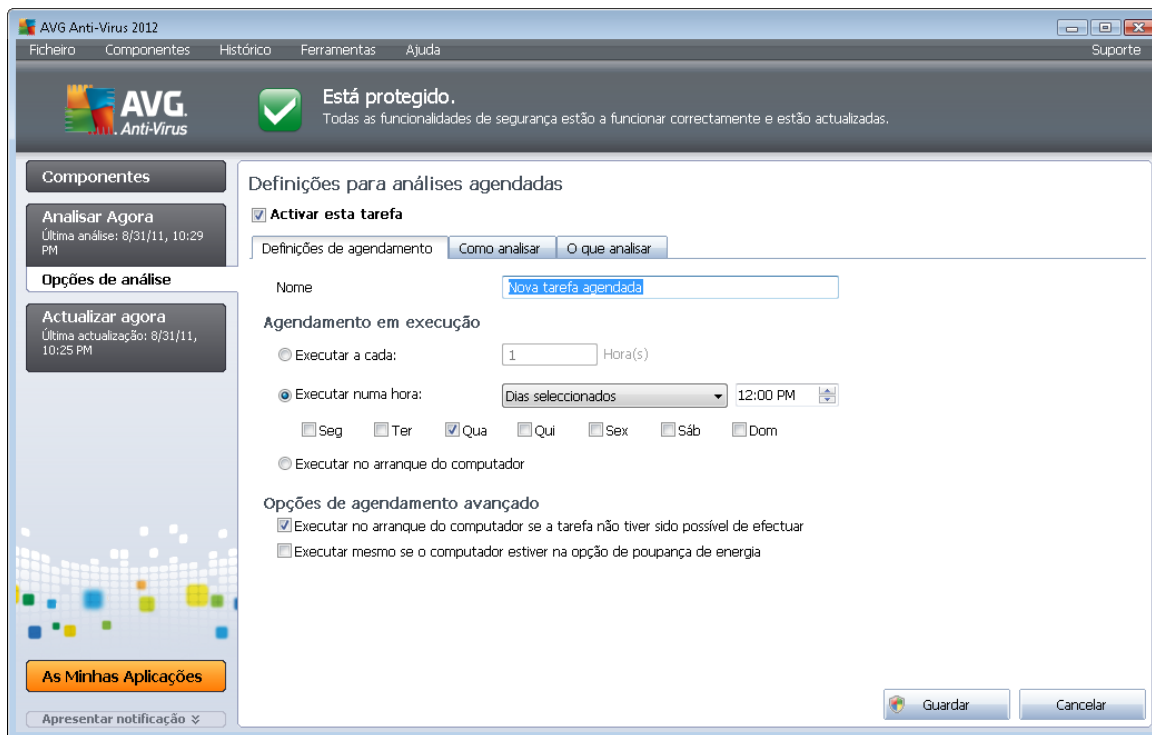 AVG Anti-Virus 2012
Ficheiro Componentes Histórico Ferramentas Ajuda Suporte
AVG.
Anti-Virus
Está protegido.
Todas as funcionalidades de segurança estão a funcionar correctamente e estão actualizadas.
Componentes
Analisar Agora
Última análise: 8/31/11, 10:29
PM
Opções de análise
Actualizar agora
Última actualização: 8/31/11,
10:25 PM
As Minhas Aplicações
Apresentar notificação
Definições para análises agendadas
Activar esta tarefa
Definições de agendamento Como analisar O que analisar
Nome Nova tarefa agendada
Agendamento em execução
Executar a cada: 1 Hora(s)
Executar numa hora: Dias seleccionados 12:00 PM
Seg Ter Qua Qui Sex Sáb Dom
Executar no arranque do computador
Opções de agendamento avançado
Executar no arranque do computador se a tarefa não tiver sido possível de efectuar
Executar mesmo se o computador estiver na opção de poupança de energia
Guardar Cancelar